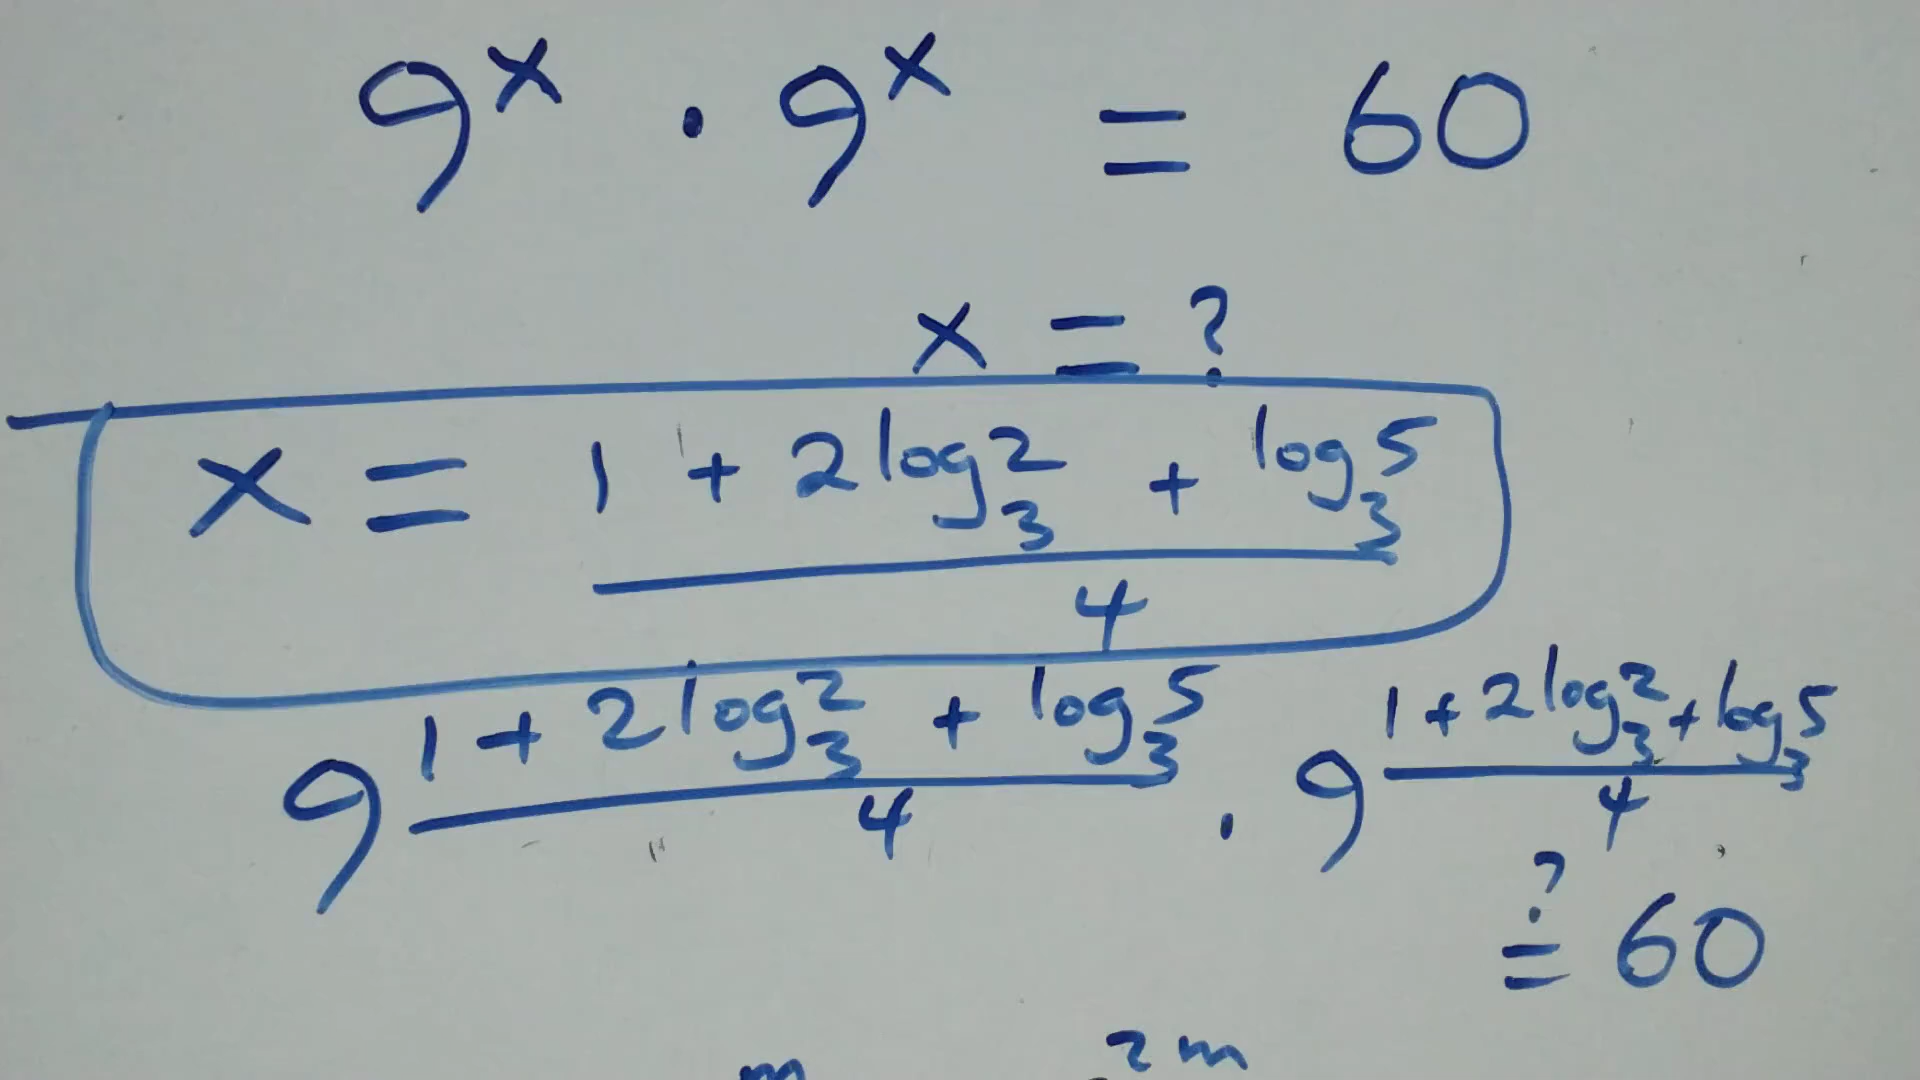 9^x . 9^x = 60
x = ?
x = (1 + 2log_3 2 + log_3 5) / 4
9^((1 + 2log_3 2 + log_3 5) / 4) . 9^((1 + 2log_3 2 + log_3 5) / 4)
?= 60
m 2m